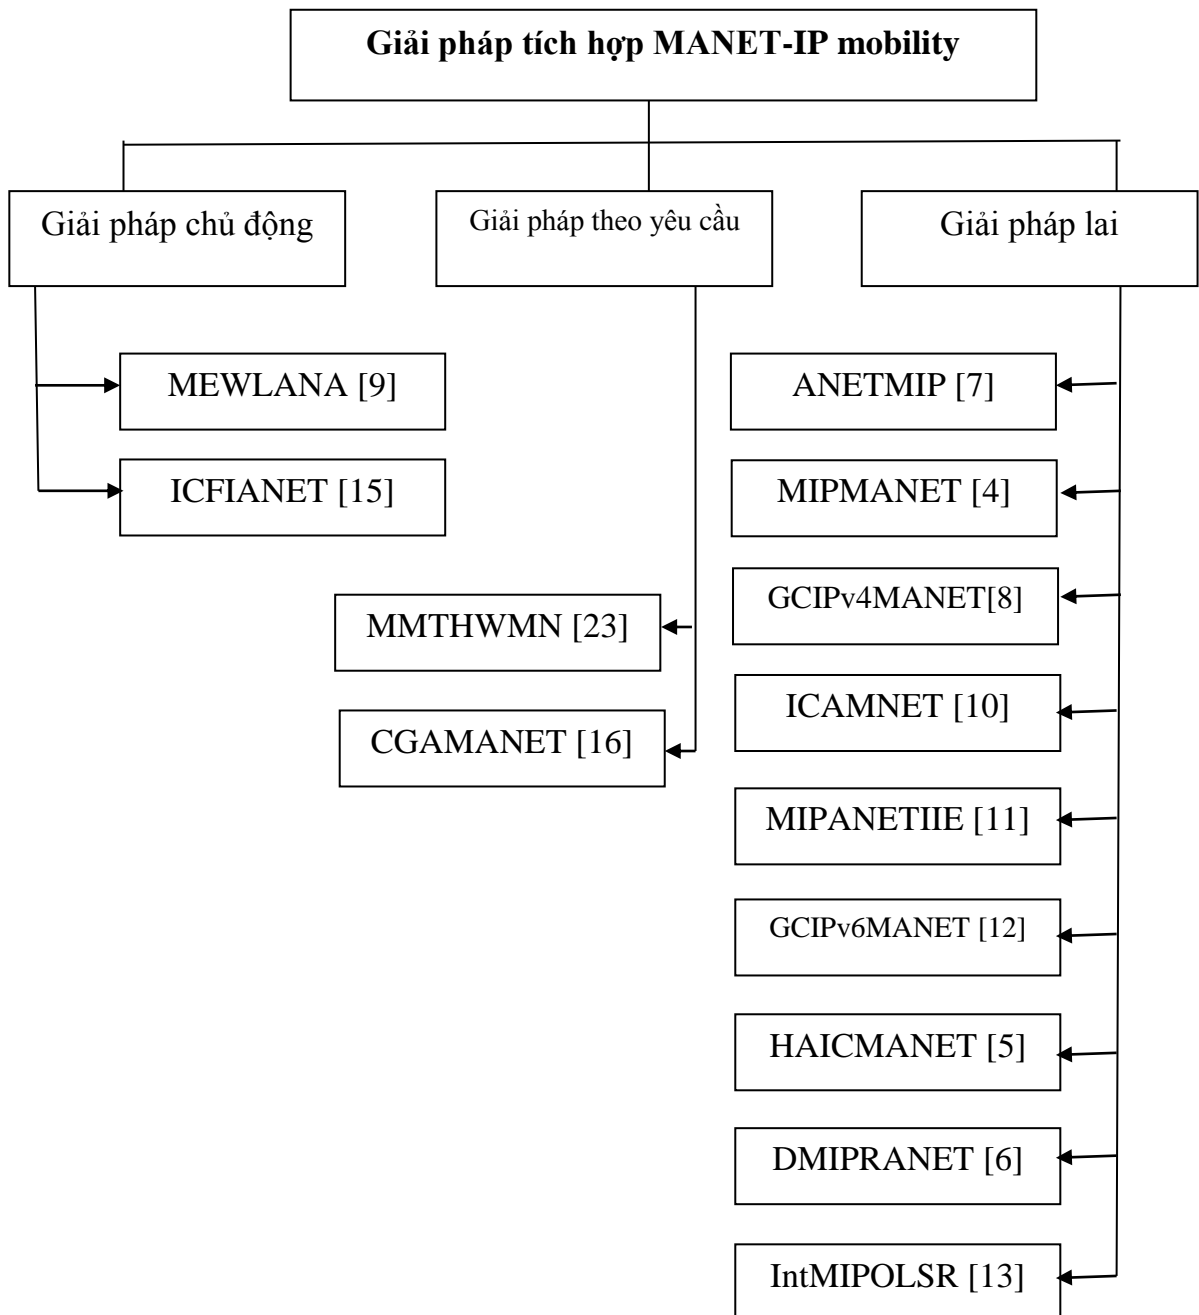 Giải pháp tích hợp MANET-IP mobility
Giải pháp chủ động
Giải pháp theo yêu cầu
Giải pháp lai
MEWLANA [9]
ICFIANET [15]
MMTHWMN [23]
CGAMANET [16]
ANETMIP [7]
MIPMANET [4]
GCIPv4MANET[8]
ICAMNET [10]
MIPANETIIE [11]
GCIPv6MANET [12]
HAICMANET [5]
DMIPRANET [6]
IntMIPOLSR [13]